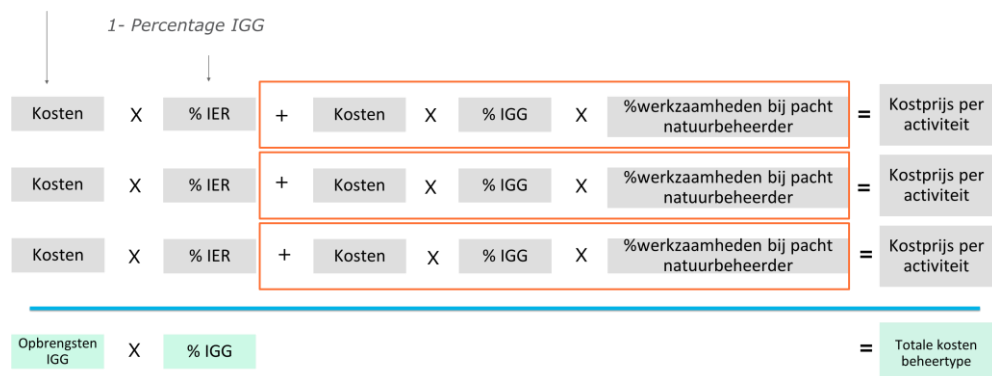 1- Percentage IGG
Kosten X % IER + Kosten X % IGG X %werkzaamheden bij pacht natuurbeheerder = Kostprijs per activiteit
Kosten X % IER + Kosten X % IGG X %werkzaamheden bij pacht natuurbeheerder = Kostprijs per activiteit
Kosten X % IER + Kosten X % IGG X %werkzaamheden bij pacht natuurbeheerder = Kostprijs per activiteit
Opbrengsten IGG X % IGG = Totale kosten beheertype